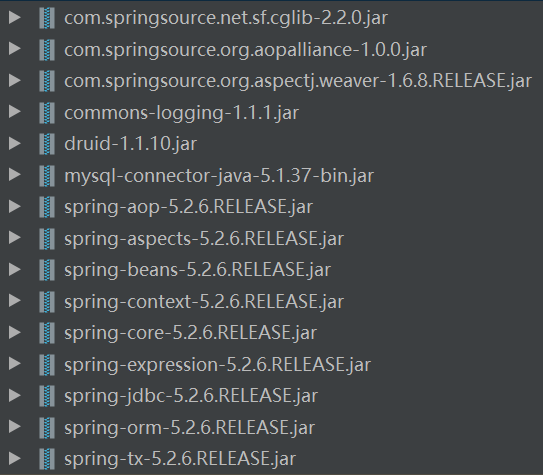 com.springsource.net.sf.cglib-2.2.0.jar
com.springsource.org.aopalliance-1.0.0.jar
com.springsource.org.aspectj.weaver-1.6.8.RELEASE.jar
commons-logging-1.1.1.jar
druid-1.1.10.jar
mysql-connector-java-5.1.37-bin.jar
spring-aop-5.2.6.RELEASE.jar
spring-aspects-5.2.6.RELEASE.jar
spring-beans-5.2.6.RELEASE.jar
spring-context-5.2.6.RELEASE.jar
spring-core-5.2.6.RELEASE.jar
spring-expression-5.2.6.RELEASE.jar
spring-jdbc-5.2.6.RELEASE.jar
spring-orm-5.2.6.RELEASE.jar
spring-tx-5.2.6.RELEASE.jar